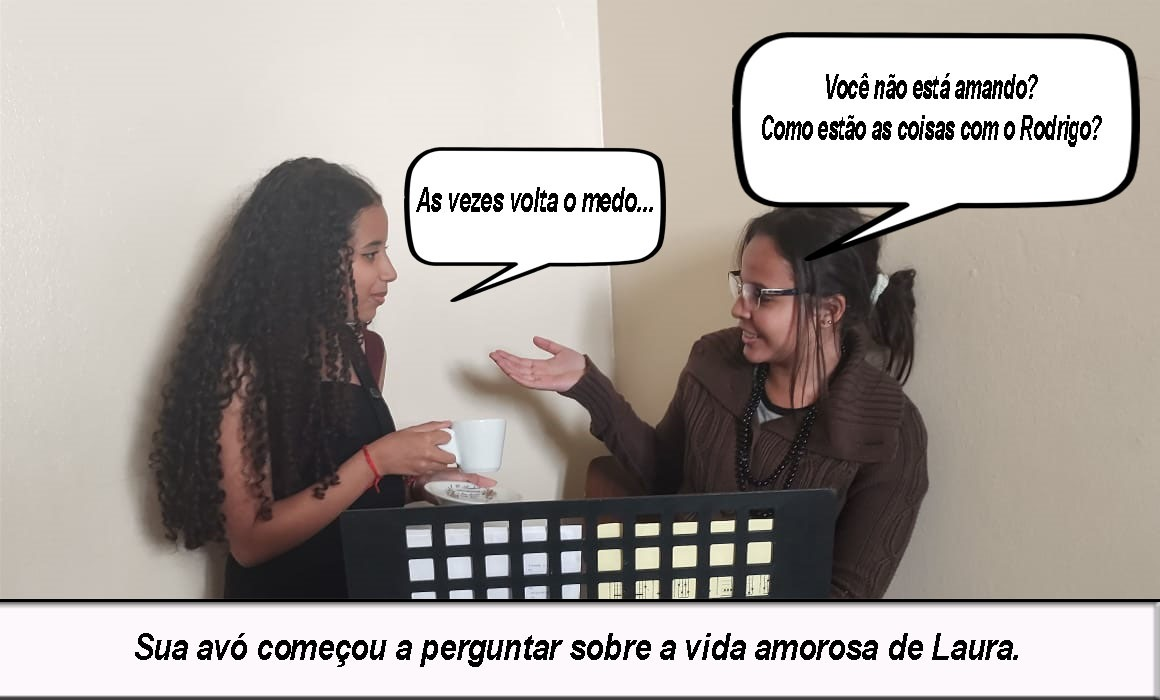 As vezes volta o medo...
Você não está amando?
Como estão as coisas com o Rodrigo?
Sua avó começou a perguntar sobre a vida amorosa de Laura.